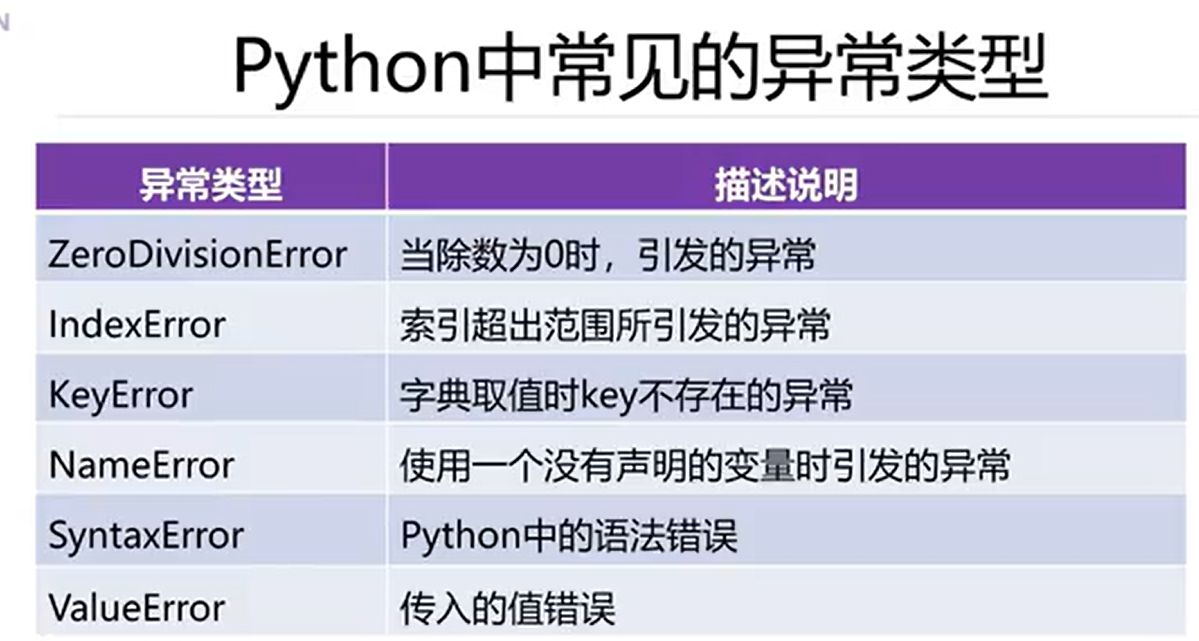 N
Python中常见的异常类型
异常类型 描述说明
ZeroDivisionError 当除数为0时，引发的异常
IndexError 索引超出范围所引发的异常
KeyError 字典取值时key不存在的异常
NameError 使用一个没有声明的变量时引发的异常
SyntaxError Python中的语法错误
ValueError 传入的值错误